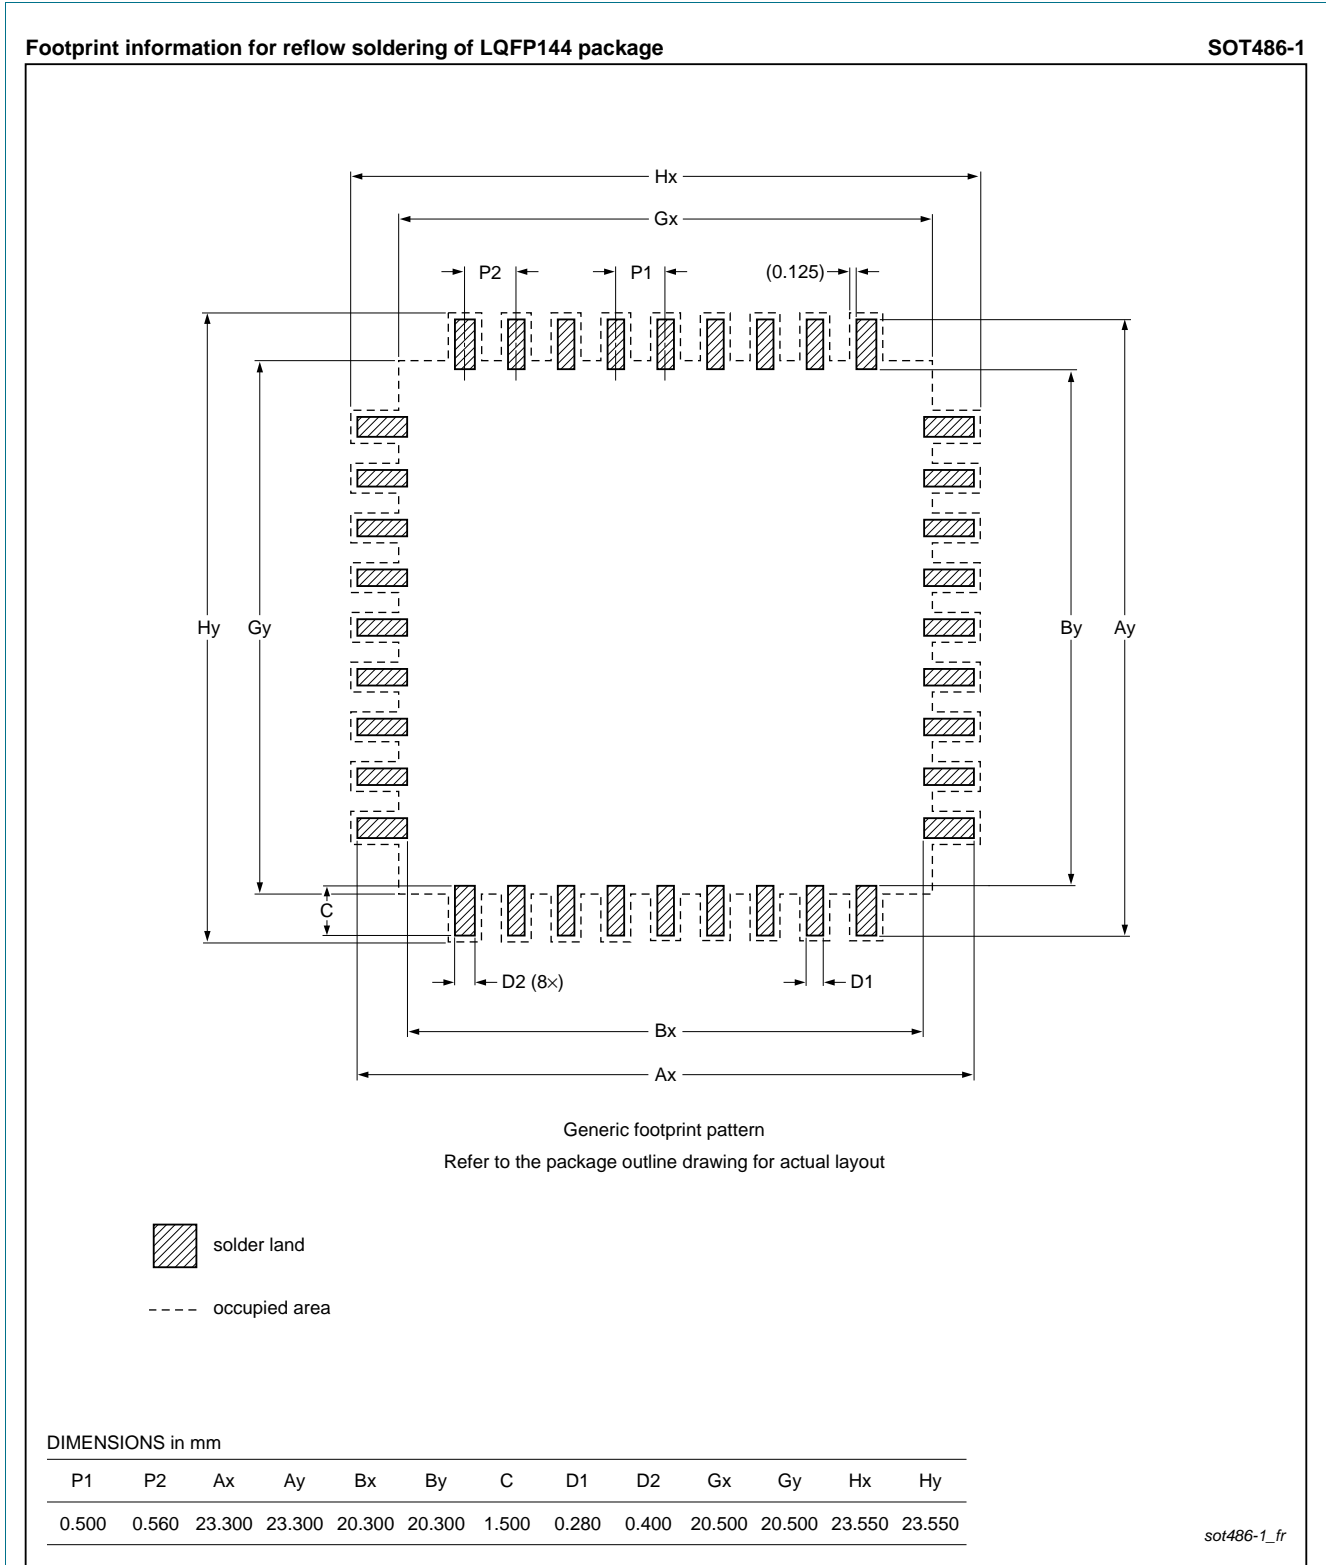 Footprint information for reflow soldering of LQFP144 package SOT486-1
Hx
Gx
P2 P1 (0.125)
Hy Gy By Ay
C
D2 (8×) D1
Bx
Ax
Generic footprint pattern
Refer to the package outline drawing for actual layout
solder land
occupied area
DIMENSIONS in mm
P1 P2 Ax Ay Bx By C D1 D2 Gx Gy Hx Hy
0.500 0.560 23.300 23.300 20.300 20.300 1.500 0.280 0.400 20.500 20.500 23.550 23.550
sot486-1_fr